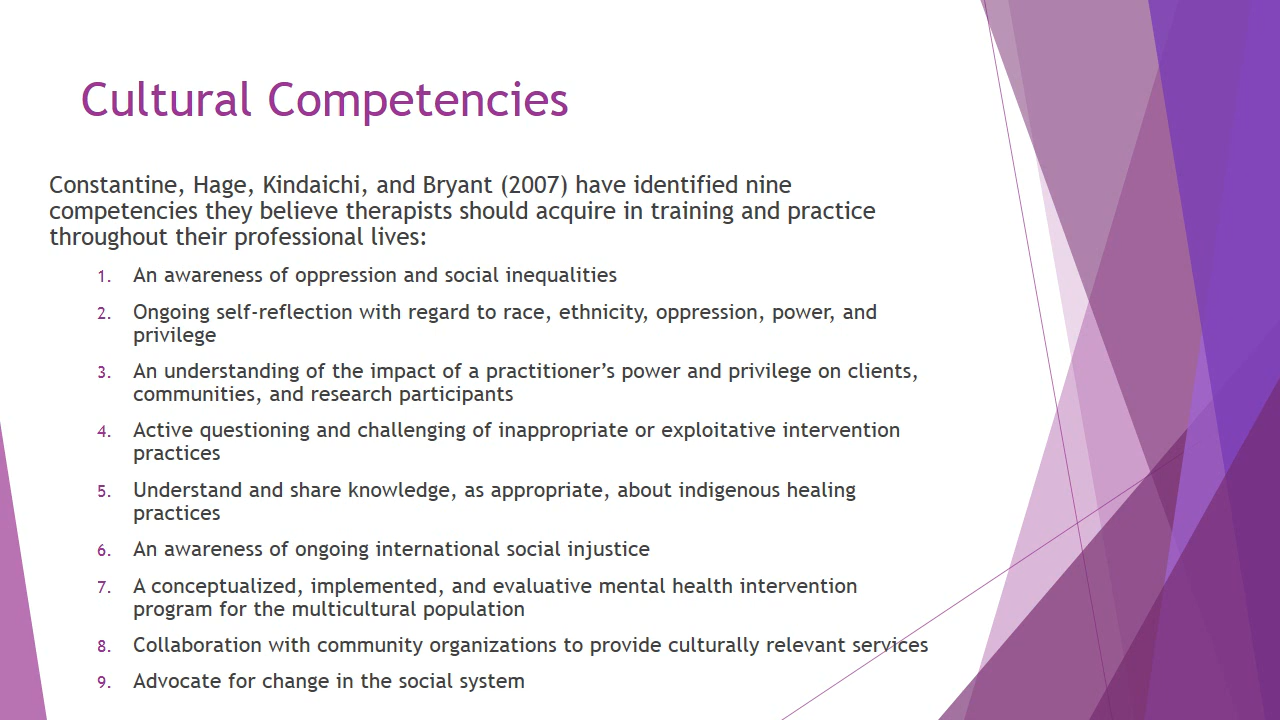 Cultural Competencies
Constantine, Hage, Kindaichi, and Bryant (2007) have identified nine
competencies they believe therapists should acquire in training and practice
throughout their professional lives:
1. An awareness of oppression and social inequalities
2. Ongoing self-reflection with regard to race, ethnicity, oppression, power, and
privilege
3. An understanding of the impact of a practitioner’s power and privilege on clients,
communities, and research participants
4. Active questioning and challenging of inappropriate or exploitative intervention
practices
5. Understand and share knowledge, as appropriate, about indigenous healing
practices
6. An awareness of ongoing international social injustice
7. A conceptualized, implemented, and evaluative mental health intervention
program for the multicultural population
8. Collaboration with community organizations to provide culturally relevant services
9. Advocate for change in the social system